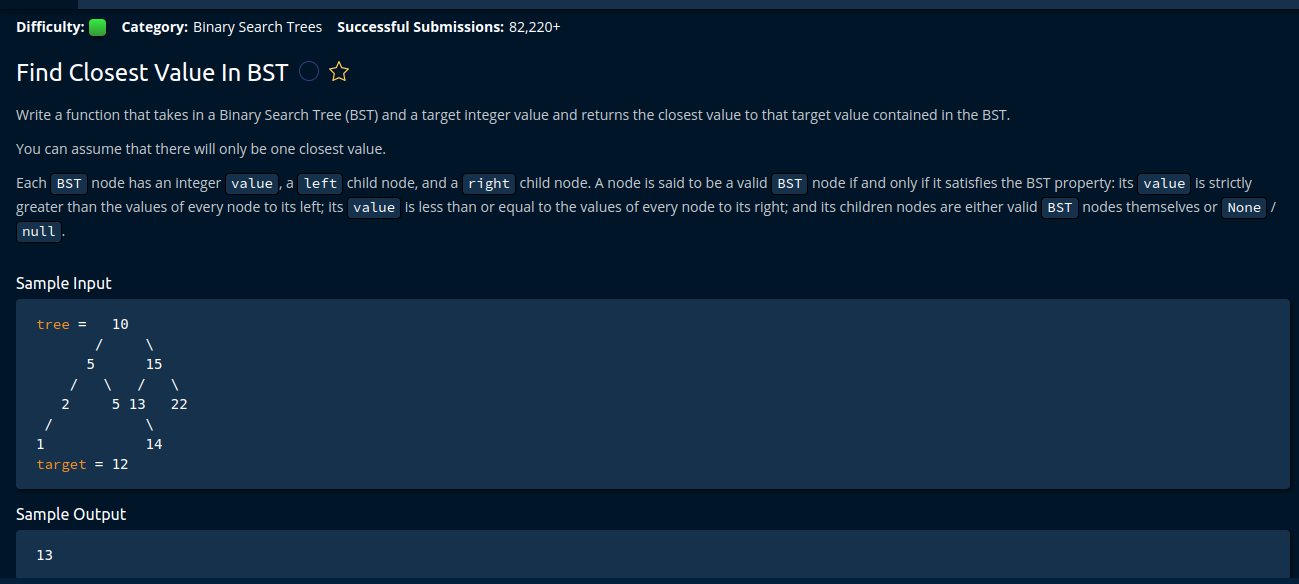 Difficulty: Category: Binary Search Trees Successful Submissions: 82,220+
Find Closest Value In BST
Write a function that takes in a Binary Search Tree (BST) and a target integer value and returns the closest value to that target value contained in the BST.
You can assume that there will only be one closest value.
Each BST node has an integer value, a left child node, and a right child node. A node is said to be a valid BST node if and only if it satisfies the BST property: its value is strictly
greater than the values of every node to its left; its value is less than or equal to the values of every node to its right; and its children nodes are either valid BST nodes themselves or None /
null.
Sample Input
tree =   10
       /     \
      5      15
    /   \   /   \
   2     5 13   22
 /           \
1            14
target = 12
Sample Output
13